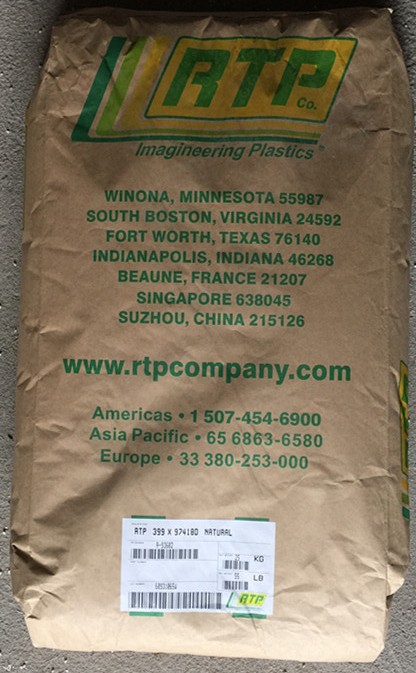 RTP
Co.
Imagineering Plastics®
WINONA, MINNESOTA 55987
SOUTH BOSTON, VIRGINIA 24592
FORT WORTH, TEXAS 76140
INDIANAPOLIS, INDIANA 46268
BEAUNE, FRANCE 21207
SINGAPORE 638045
SUZHOU, CHINA 215126
www.rtpcompany.com
Americas • 1 507-454-6900
Asia Pacific • 65 6863-6580
Europe • 33 380-253-000
RTP 399 X 97418D NATURAL
KG
55 LB
RTP